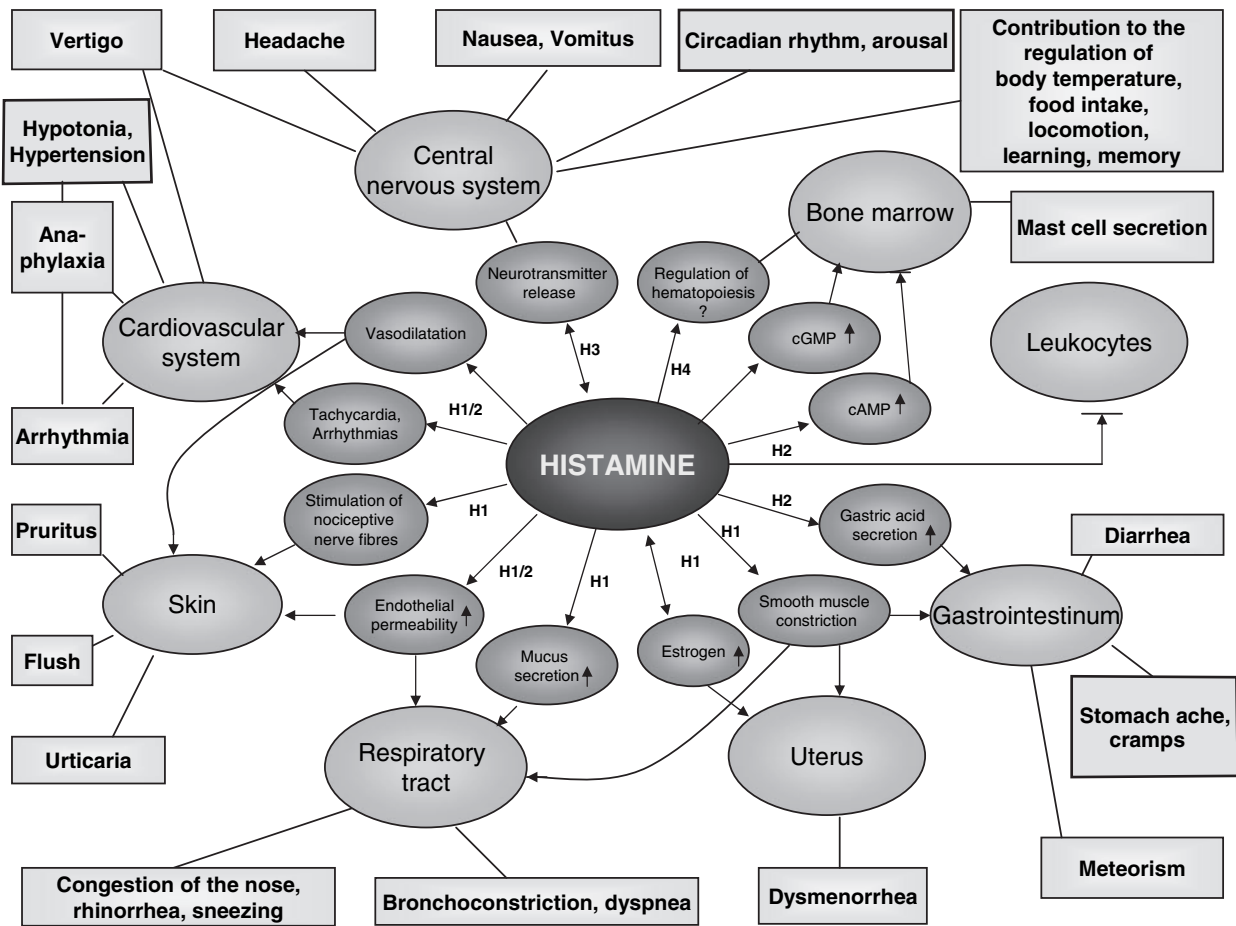 Vertigo
Headache
Nausea, Vomitus
Circadian rhythm, arousal
Contribution to the
regulation of
body temperature,
food intake,
locomotion,
learning, memory
Hypotonia,
Hypertension
Central
nervous system
Bone marrow
Mast cell secretion
Ana-
phylaxia
Neurotransmitter
release
Regulation of
hematopoiesis
?
Cardiovascular
system
Vasodilatation
cGMP
Leukocytes
H3
H4
cAMP
Arrhythmia
Tachycardia,
Arrhythmias
H1/2
HISTAMINE
H2
Stimulation of
nociceptive
nerve fibres
H1
H2
Gastric acid
secretion
Pruritus
H1
Diarrhea
H1/2
H1
H1
Skin
Endothelial
permeability
Smooth muscle
constriction
Gastrointestinum
Flush
Mucus
secretion
Estrogen
Stomach ache,
cramps
Urticaria
Respiratory
tract
Uterus
Meteorism
Congestion of the nose,
rhinorrhea, sneezing
Bronchoconstriction, dyspnea
Dysmenorrhea